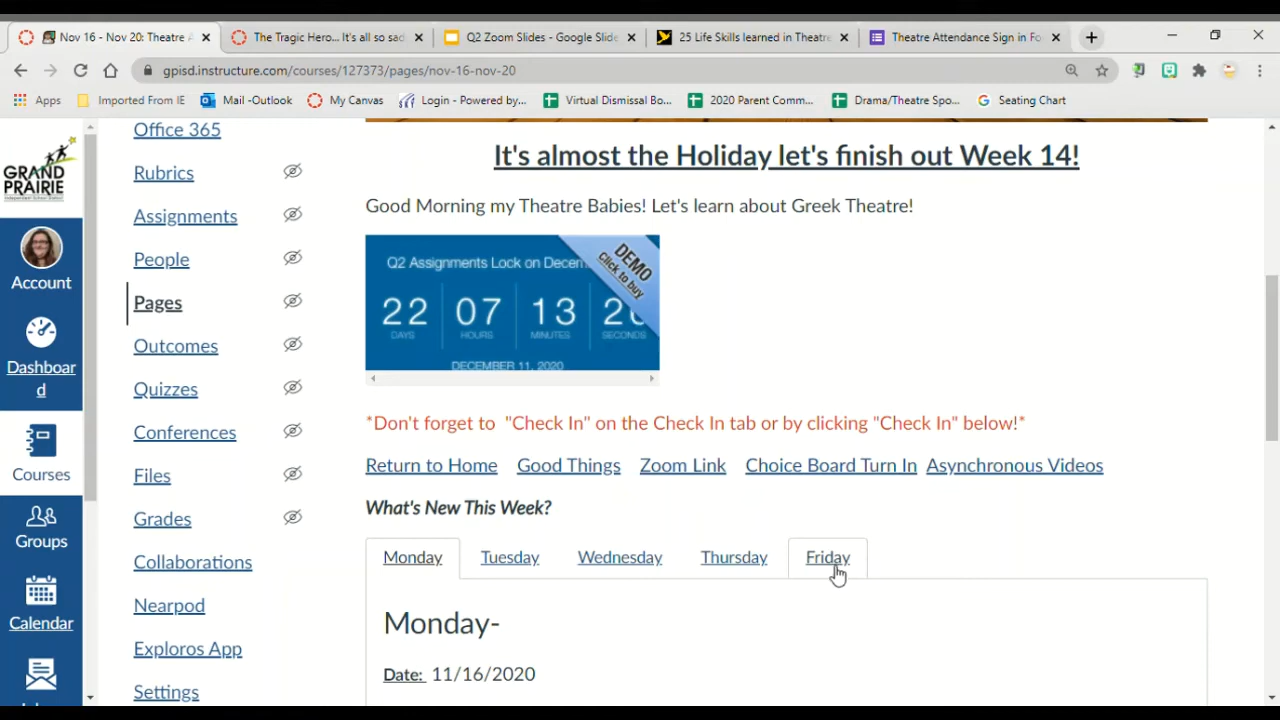 Nov 16 - Nov 20: Theatre A
The Tragic Hero... It's all so sad
Q2 Zoom Slides - Google Slide
25 Life Skills learned in Theatre
Theatre Attendance Sign in Fo
gpisd.instructure.com/courses/127373/pages/nov-16-nov-20
Apps
Imported From IE
Mail -Outlook
My Canvas
Login - Powered by...
Virtual Dismissal Bo...
2020 Parent Comm...
Drama/Theatre Spo...
Seating Chart
GRAND
PRAIRIE
Account
Dashboar
d
Courses
Groups
Calendar
Office 365
Rubrics
Assignments
People
Pages
Outcomes
Quizzes
Conferences
Files
Grades
Collaborations
Nearpod
Exploros App
Settings
It's almost the Holiday let's finish out Week 14!
Good Morning my Theatre Babies! Let's learn about Greek Theatre!
Q2 Assignments Lock on Decem
DEMO
Click to buy
22 07 13
DAYS HOURS MINUTES SECONDS
DECEMBER 11, 2020
*Don't forget to "Check In" on the Check In tab or by clicking "Check In" below!*
Return to Home Good Things Zoom Link Choice Board Turn In Asynchronous Videos
What's New This Week?
Monday Tuesday Wednesday Thursday Friday
Monday-
Date: 11/16/2020